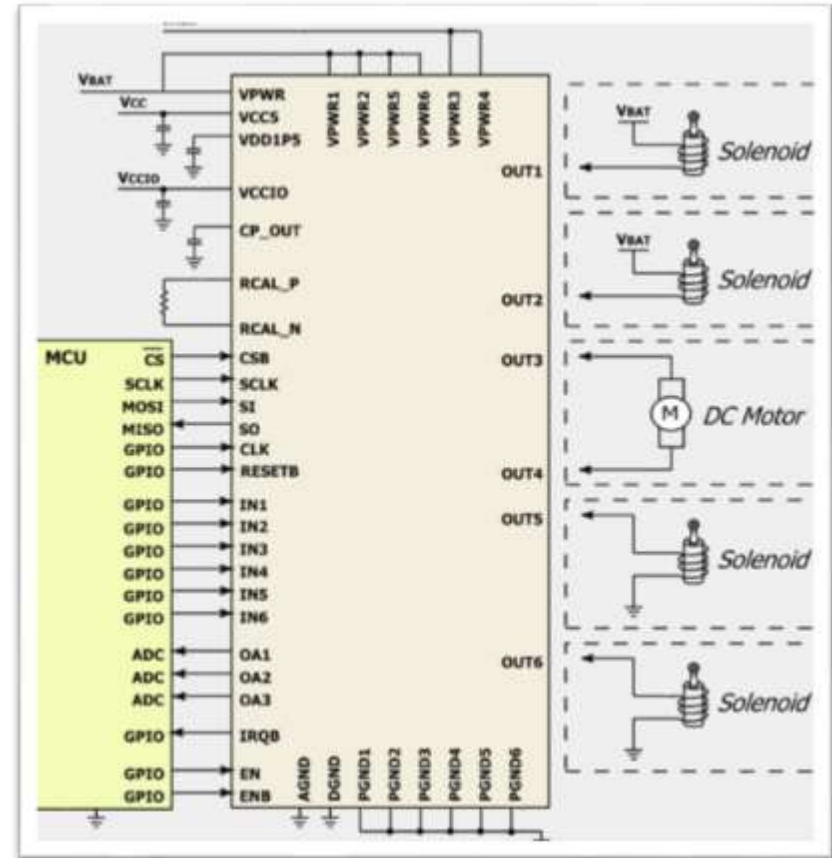 VBAT
VPWR
VCC
VCC5
VDD1P5
VCCIO
VCCIO
CP_OUT
RCAL_P
RCAL_N
VPWR1
VPWR2
VPWR5
VPWR6
VPWR3
VPWR4
MCU
CS CSB
SCLK SCLK
MOSI SI
MISO SO
GPIO CLK
GPIO RESETB
GPIO IN1
GPIO IN2
GPIO IN3
GPIO IN4
GPIO IN5
GPIO IN6
ADC OA1
ADC OA2
ADC OA3
GPIO IRQB
GPIO EN
GPIO ENB
AGND
DGND
PGND1
PGND2
PGND3
PGND4
PGND5
PGND6
OUT1
VBAT
Solenoid
OUT2
VBAT
Solenoid
OUT3
M DC Motor
OUT4
OUT5
Solenoid
OUT6
Solenoid